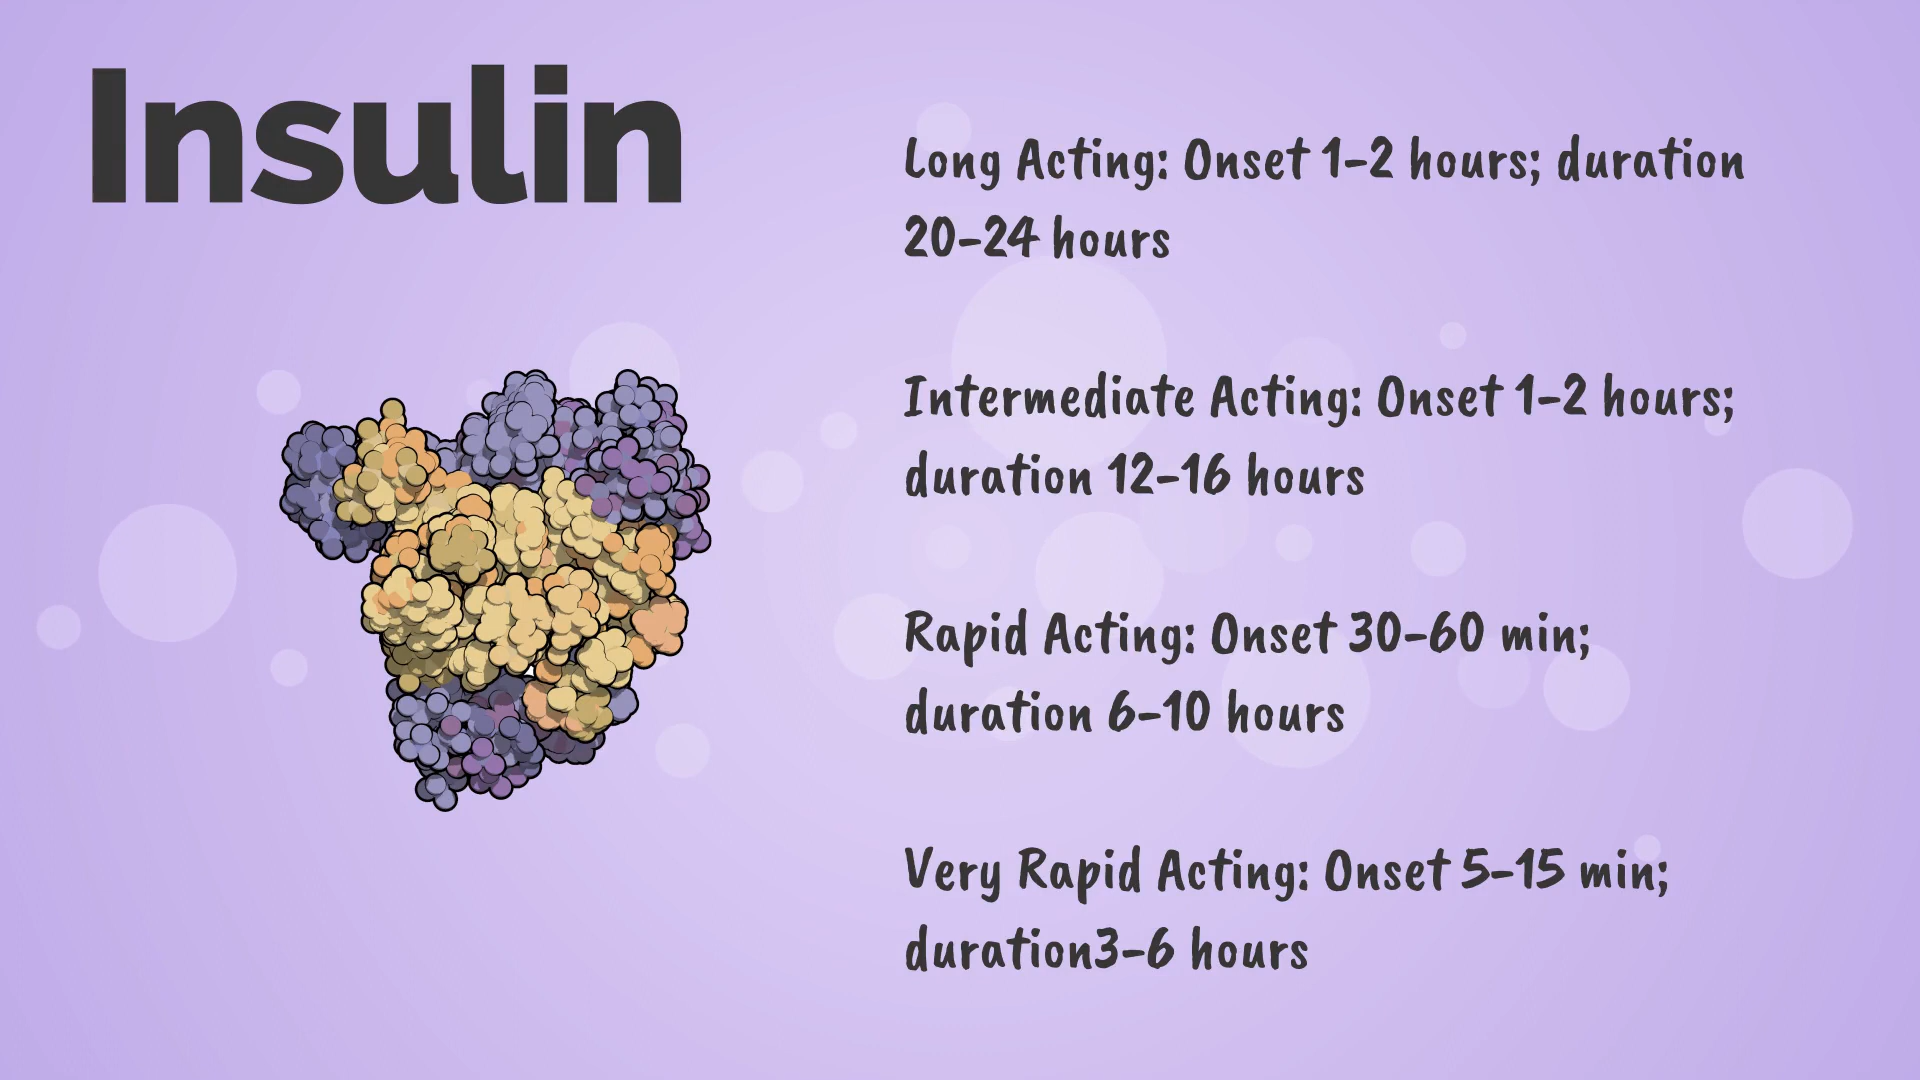 Insulin
Long Acting: Onset 1-2 hours; duration
20-24 hours
Intermediate Acting: Onset 1-2 hours;
duration 12-16 hours
Rapid Acting: Onset 30-60 min;
duration 6-10 hours
Very Rapid Acting: Onset 5-15 min;
duration3-6 hours